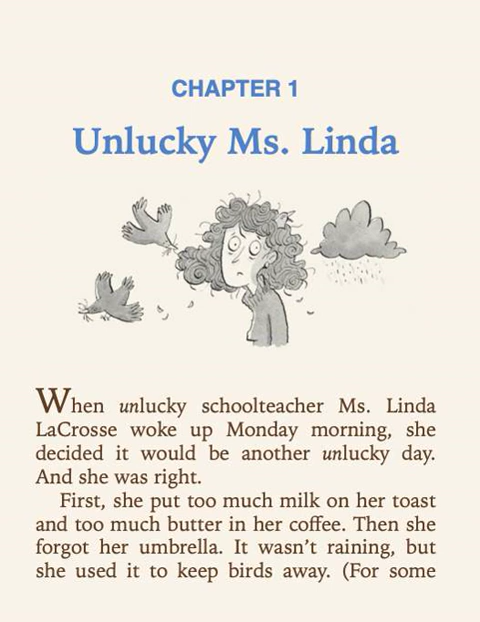 CHAPTER 1
Unlucky Ms. Linda
When unlucky schoolteacher Ms. Linda
LaCrosse woke up Monday morning, she
decided it would be another unlucky day.
And she was right.
First, she put too much milk on her toast
and too much butter in her coffee. Then she
forgot her umbrella. It wasn’t raining, but
she used it to keep birds away. (For some